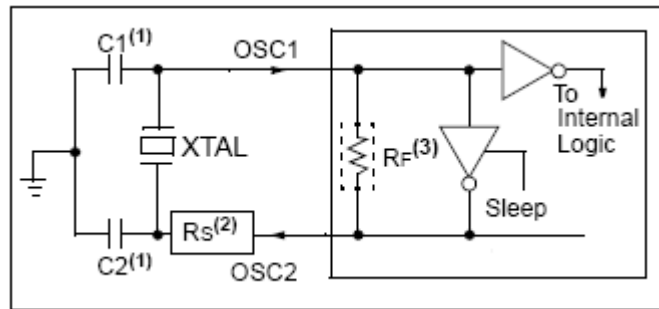 C1(1)
OSC1
To
Internal
Logic
XTAL
RF(3)
Sleep
RS(2)
C2(1)
OSC2